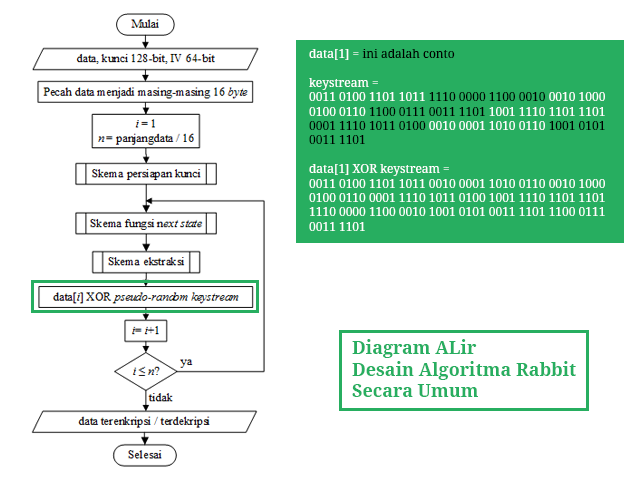 Mulai
data, kunci 128-bit, IV 64-bit
Pecah data menjadi masing-masing 16 byte
i = 1
n = panjangdata / 16
Skema persiapan kunci
Skema fungsi next state
Skema ekstraksi
data[i] XOR pseudo-random keystream
i= i+1
i ≤ n?
ya
tidak
data terenkripsi / terdekripsi
Selesai
data[1] = ini adalah conto
keystream =
0011 0100 1101 1011 1110 0000 1100 0010 0010 1000
0100 0110 1100 0111 0011 1101 1001 1110 1101 1101
0001 1110 1011 0100 0010 0001 1010 0110 1001 0101
0011 1101
data[1] XOR keystream =
0011 0100 1101 1011 0010 0001 1010 0110 0010 1000
0100 0110 0001 1110 1011 0100 1001 1110 1101 1101
1110 0000 1100 0010 1001 0101 0011 1101 1100 0111
0011 1101
Diagram ALir
Desain Algoritma Rabbit
Secara Umum